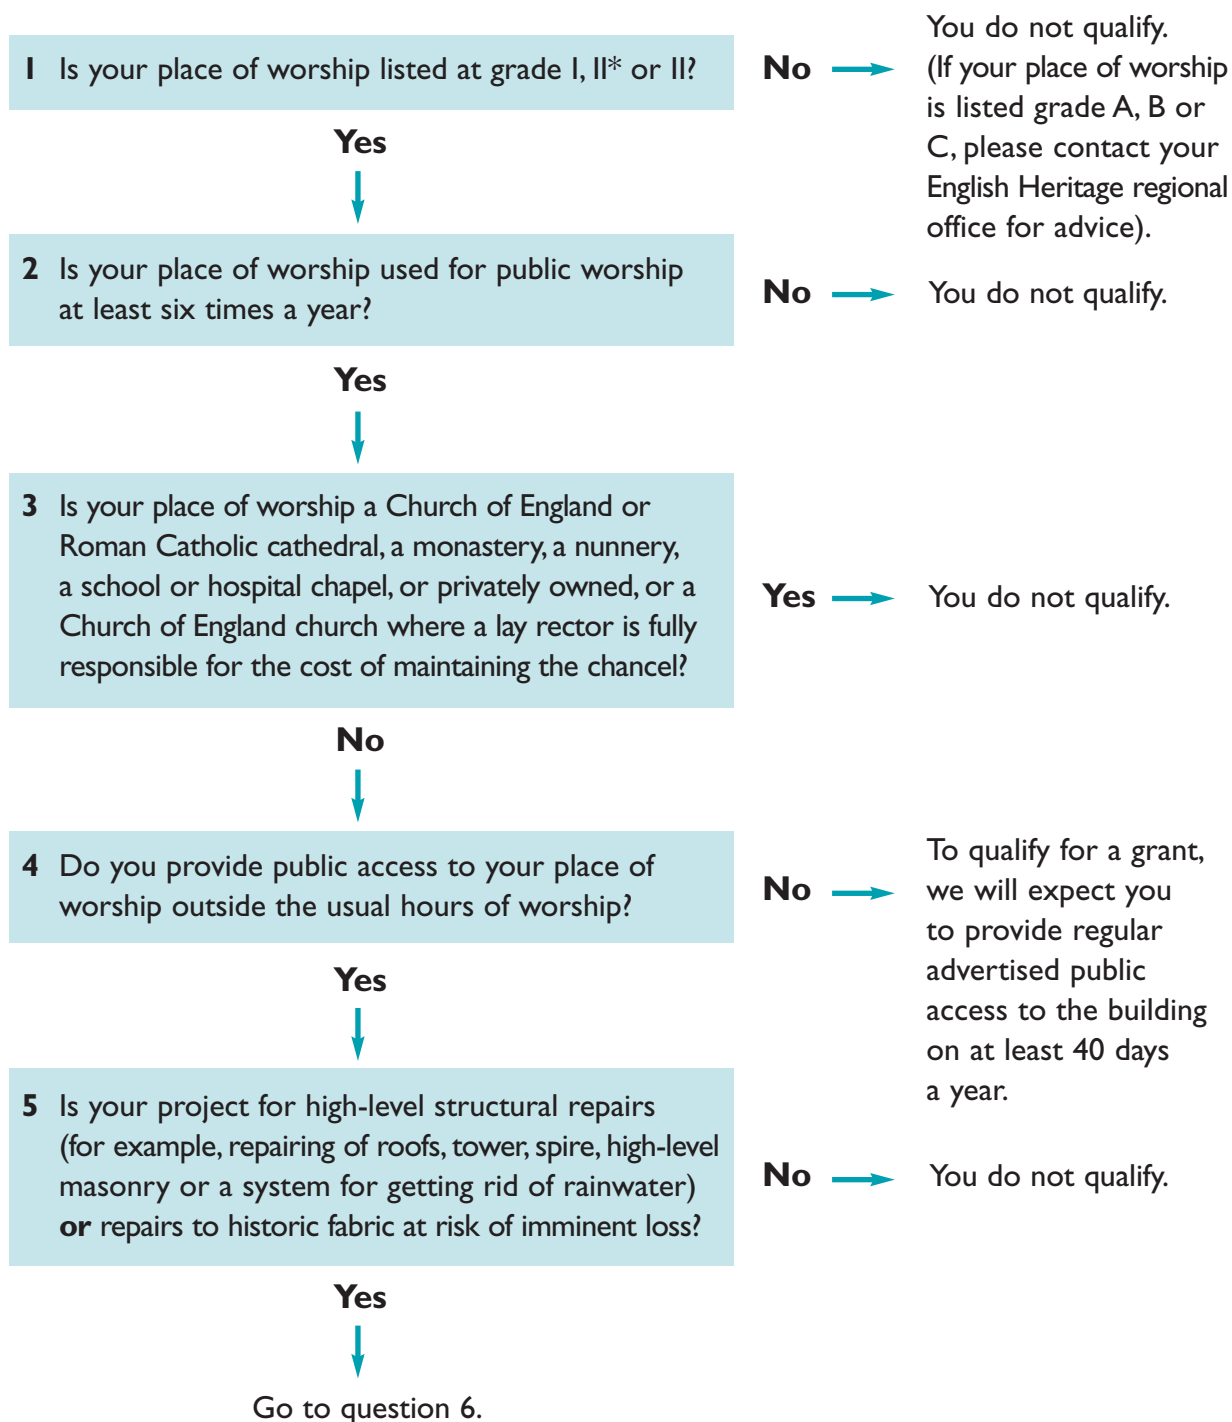 1 Is your place of worship listed at grade I, II* or II?
No
You do not qualify.
(If your place of worship
is listed grade A, B or
C, please contact your
English Heritage regional
office for advice).
Yes
2 Is your place of worship used for public worship
at least six times a year?
No
You do not qualify.
Yes
3 Is your place of worship a Church of England or
Roman Catholic cathedral, a monastery, a nunnery,
a school or hospital chapel, or privately owned, or a
Church of England church where a lay rector is fully
responsible for the cost of maintaining the chancel?
Yes
You do not qualify.
No
4 Do you provide public access to your place of
worship outside the usual hours of worship?
No
To qualify for a grant,
we will expect you
to provide regular
advertised public
access to the building
on at least 40 days
a year.
Yes
5 Is your project for high-level structural repairs
(for example, repairing of roofs, tower, spire, high-level
masonry or a system for getting rid of rainwater)
or repairs to historic fabric at risk of imminent loss?
No
You do not qualify.
Yes
Go to question 6.